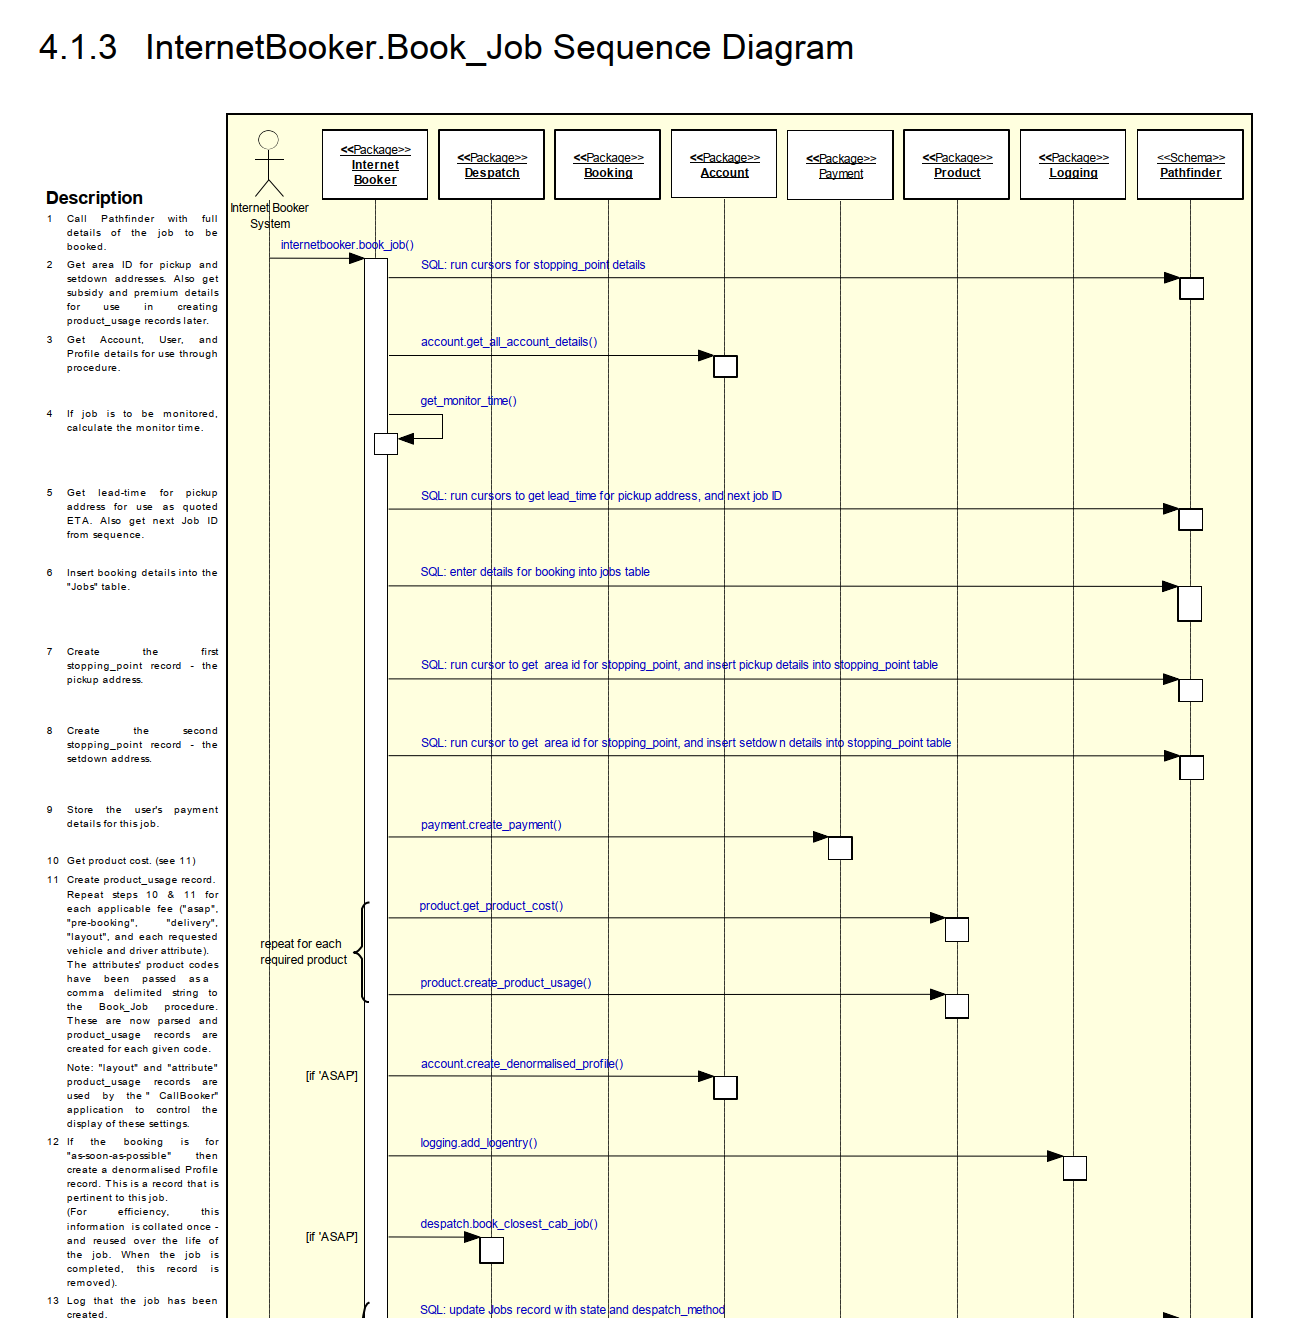 4.1.3 InternetBooker.Book_Job Sequence Diagram
<<Package>>
Internet
Booker
<<Package>>
Despatch
<<Package>>
Booking
<<Package>>
Account
<<Package>>
Payment
<<Package>>
Product
<<Package>>
Logging
<<Schema>>
Pathfinder
Internet Booker
System
Description
1 Call Pathfinder with full
details of the job to be
booked.
2 Get area ID for pickup and
setdown addresses. Also get
subsidy and premium details
for use in creating
product_usage records later.
3 Get Account, User, and
Profile details for use through
procedure.
4 If job is to be monitored,
calculate the monitor time.
5 Get lead-time for pickup
address for use as quoted
ETA. Also get next Job ID
from sequence.
6 Insert booking details into the
"Jobs" table.
7 Create the first
stopping_point record - the
pickup address.
8 Create the second
stopping_point record - the
setdown address.
9 Store the user's payment
details for this job.
10 Get product cost. (see 11)
11 Create product_usage record.
Repeat steps 10 & 11 for
each applicable fee ("asap",
"pre-booking", "delivery",
"layout", and each requested
vehicle and driver attribute).
The attributes' product codes
have been passed as a
comma delimited string to
the Book_Job procedure.
These are now parsed and
product_usage records are
created for each given code.
Note: "layout" and "attribute"
product_usage records are
used by the " CallBooker"
application to control the
display of these settings.
12 If the booking is for
"as-soon-as-possible" then
create a denormalised Profile
record. This is a record that is
pertinent to this job.
(For efficiency, this
information is collated once -
and reused over the life of
the job. When the job is
completed, this record is
removed).
13 Log that the job has been
created.
internetbooker.book_job()
SQL: run cursors for stopping_point details
account.get_all_account_details()
get_monitor_time()
SQL: run cursors to get lead_time for pickup address, and next job ID
SQL: enter details for booking into jobs table
SQL: run cursor to get area id for stopping_point, and insert pickup details into stopping_point table
SQL: run cursor to get area id for stopping_point, and insert setdown details into stopping_point table
payment.create_payment()
product.get_product_cost()
repeat for each
required product
product.create_product_usage()
account.create_denormalised_profile()
[if 'ASAP']
logging.add_logentry()
despatch.book_closest_cab_job()
[if 'ASAP']
SQL: update Jobs record with state and despatch_method